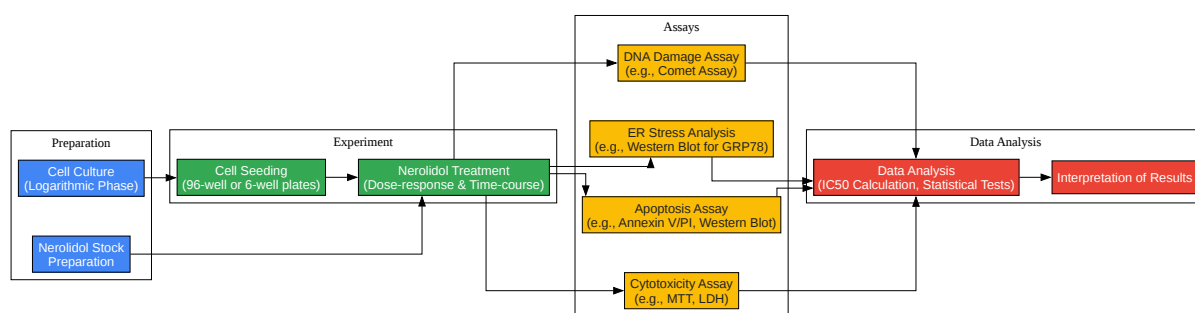 Preparation
Cell Culture
(Logarithmic Phase)
Nerolidol Stock
Preparation
Experiment
Cell Seeding
(96-well or 6-well plates)
Nerolidol Treatment
(Dose-response & Time-course)
Assays
DNA Damage Assay
(e.g., Comet Assay)
ER Stress Analysis
(e.g., Western Blot for GRP78)
Apoptosis Assay
(e.g., Annexin V/PI, Western Blot)
Cytotoxicity Assay
(e.g., MTT, LDH)
Data Analysis
Data Analysis
(IC50 Calculation, Statistical Tests)
Interpretation of Results